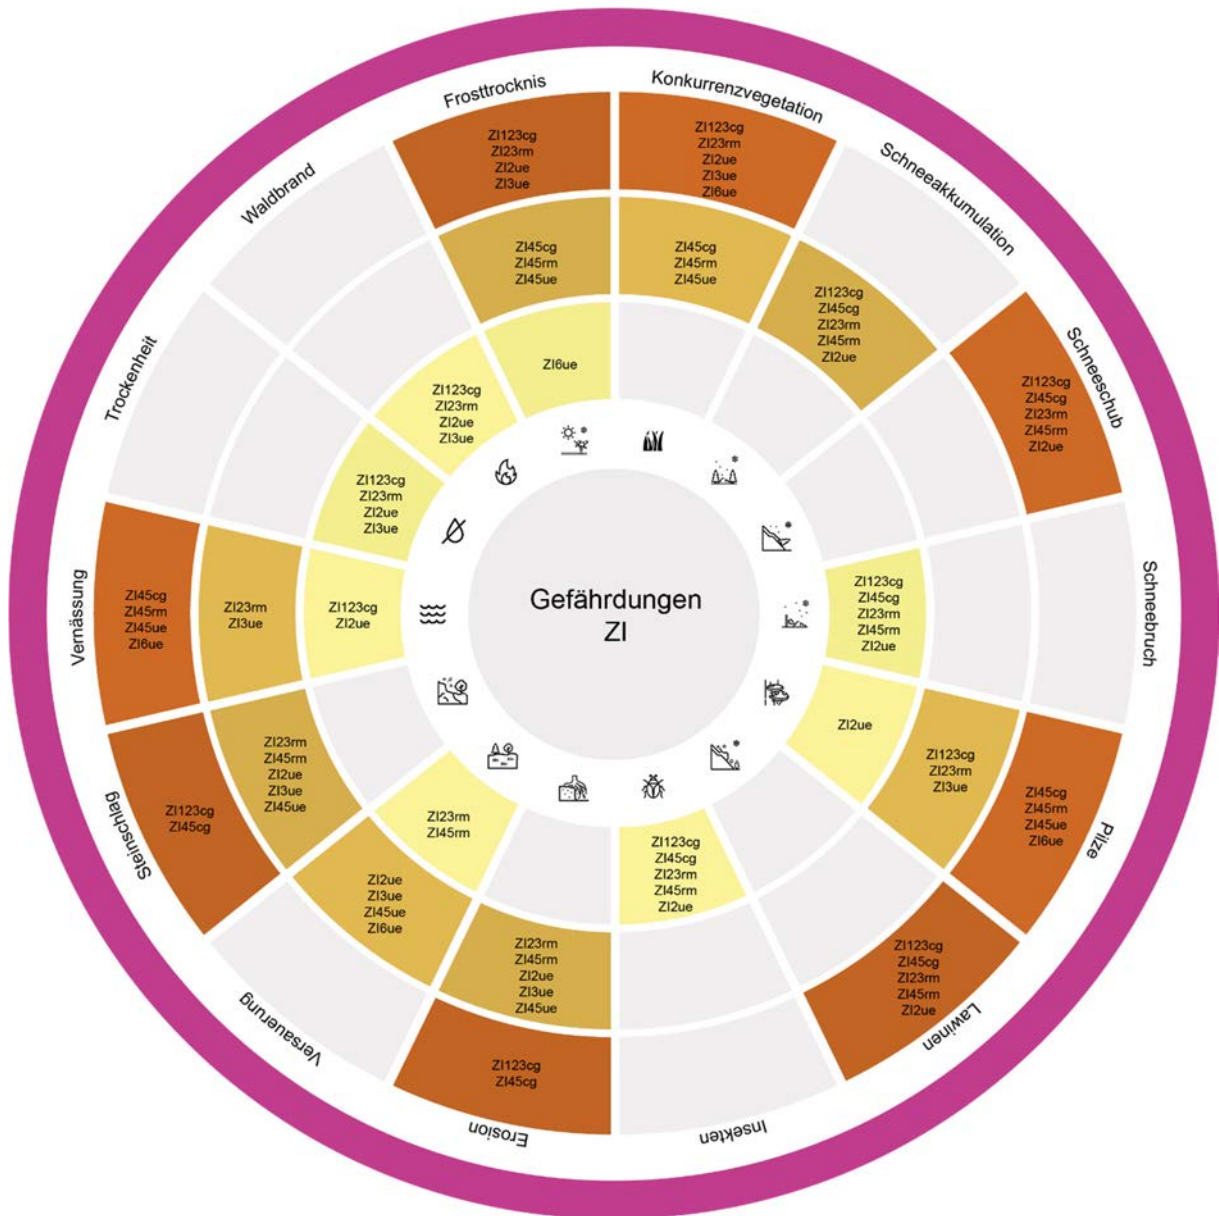 Gefährdungen
ZI
Frosttrocknis
ZI123cg
ZI23rm
ZI2ue
ZI3ue
ZI45cg
ZI45rm
ZI45ue
ZI6ue
Konkurrenzvegetation
ZI123cg
ZI23rm
ZI2ue
ZI3ue
ZI6ue
ZI45cg
ZI45rm
ZI45ue
Schneeakkumulation
ZI123cg
ZI45cg
ZI23rm
ZI45rm
ZI2ue
Schneeschub
ZI123cg
ZI45cg
ZI23rm
ZI45rm
ZI2ue
Schneebruch
ZI123cg
ZI45cg
ZI23rm
ZI45rm
ZI2ue
Pilze
ZI45cg
ZI45rm
ZI45ue
ZI6ue
ZI123cg
ZI23rm
ZI3ue
ZI2ue
Lawinen
ZI123cg
ZI45cg
ZI23rm
ZI45rm
ZI2ue
Insekten
ZI123cg
ZI45cg
ZI23rm
ZI45rm
ZI2ue
Erosion
ZI123cg
ZI45cg
ZI23rm
ZI45rm
ZI2ue
ZI3ue
ZI45ue
Versauerung
ZI2ue
ZI3ue
ZI45ue
ZI6ue
ZI23rm
ZI45rm
Steinschlag
ZI123cg
ZI45cg
ZI23rm
ZI45rm
ZI2ue
ZI3ue
ZI45ue
Vernässung
ZI45cg
ZI45rm
ZI45ue
ZI6ue
ZI23rm
ZI3ue
ZI123cg
ZI2ue
Trockenheit
ZI123cg
ZI23rm
ZI2ue
ZI3ue
Waldbrand
ZI123cg
ZI23rm
ZI2ue
ZI3ue